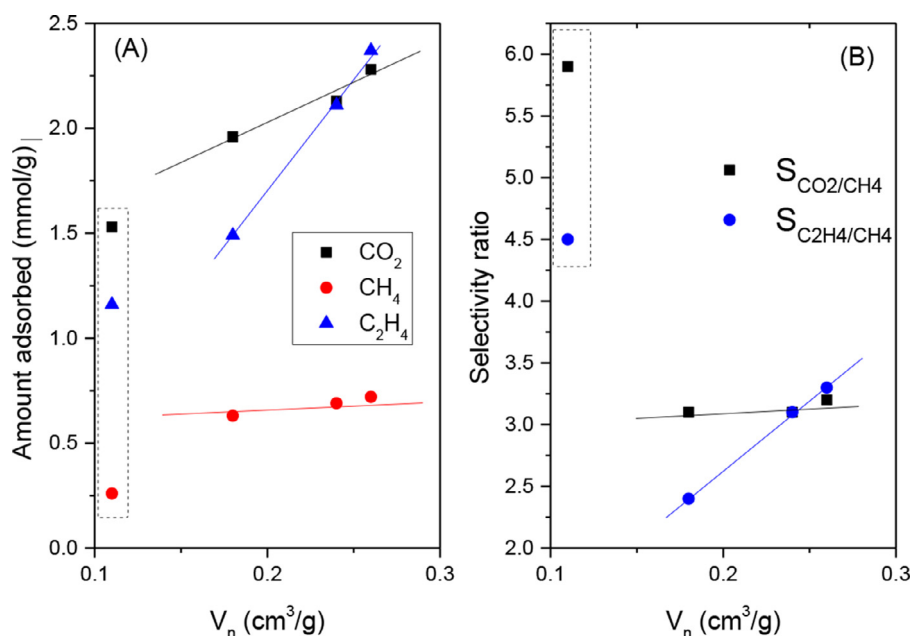 (A)
Amount adsorbed (mmol/g)
2.5
2.0
1.5
1.0
0.5
0.0
CO2
CH4
C2H4
0.1
0.2
0.3
Vn (cm3/g)
(B)
Selectivity ratio
6.0
5.5
5.0
4.5
4.0
3.5
3.0
2.5
2.0
SCO2/CH4
SC2H4/CH4
0.1
0.2
0.3
Vn (cm3/g)